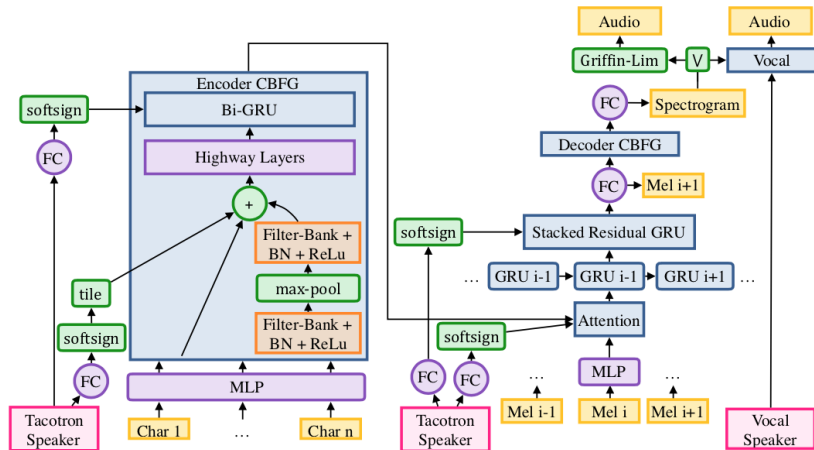 Audio
Audio
Griffin-Lim
V
Vocal
FC
Spectrogram
Decoder CBFG
FC
Mel i+1
Encoder CBFG
softsign
Bi-GRU
FC
Highway Layers
+
Filter-Bank +
BN + ReLu
max-pool
Filter-Bank +
BN + ReLu
tile
softsign
FC
MLP
Tacotron
Speaker
Char 1
...
Char n
softsign
Stacked Residual GRU
...
GRU i-1
GRU i-1
GRU i+1
...
Attention
softsign
FC
FC
MLP
...
...
Mel i-1
Mel i
Mel i+1
Tacotron
Speaker
Vocal
Speaker